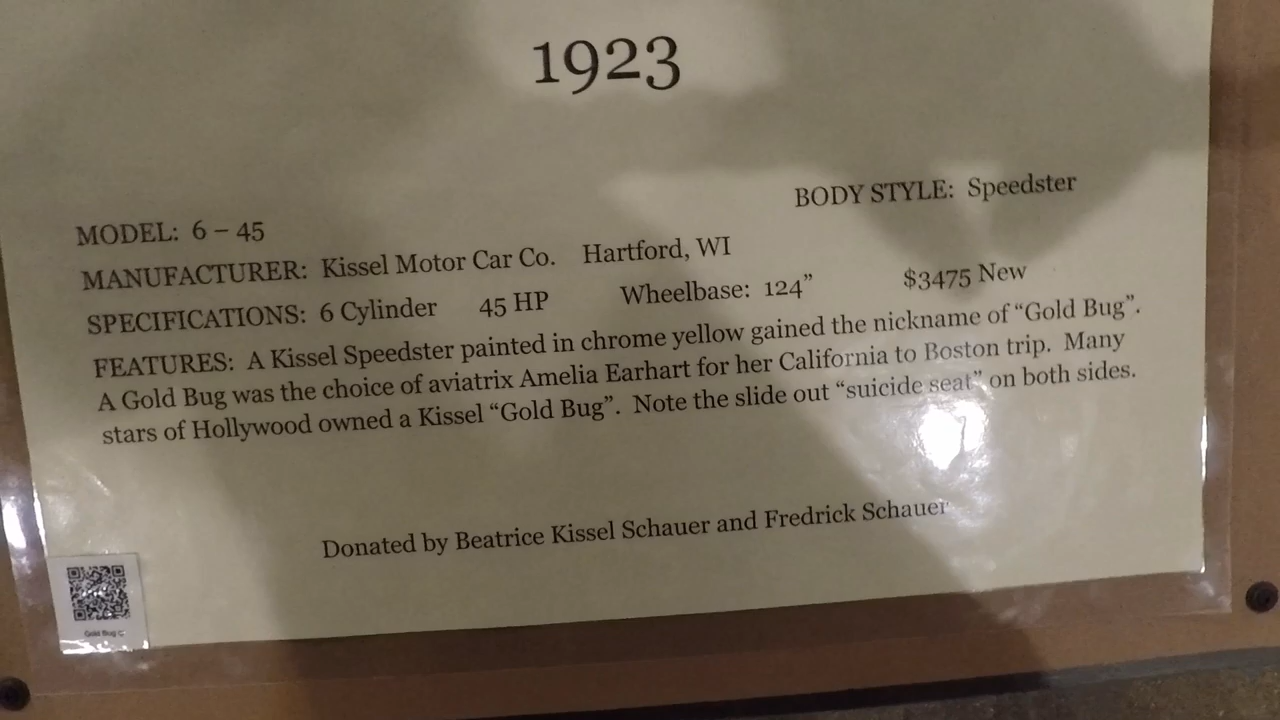 1923
BODY STYLE: Speedster
MODEL: 6 – 45
MANUFACTURER: Kissel Motor Car Co. Hartford, WI
SPECIFICATIONS: 6 Cylinder 45 HP Wheelbase: 124” $3475 New
FEATURES: A Kissel Speedster painted in chrome yellow gained the nickname of “Gold Bug”.
A Gold Bug was the choice of aviatrix Amelia Earhart for her California to Boston trip. Many
stars of Hollywood owned a Kissel “Gold Bug”. Note the slide out “suicide seat” on both sides.
Donated by Beatrice Kissel Schauer and Fredrick Schauer
Gold Bug